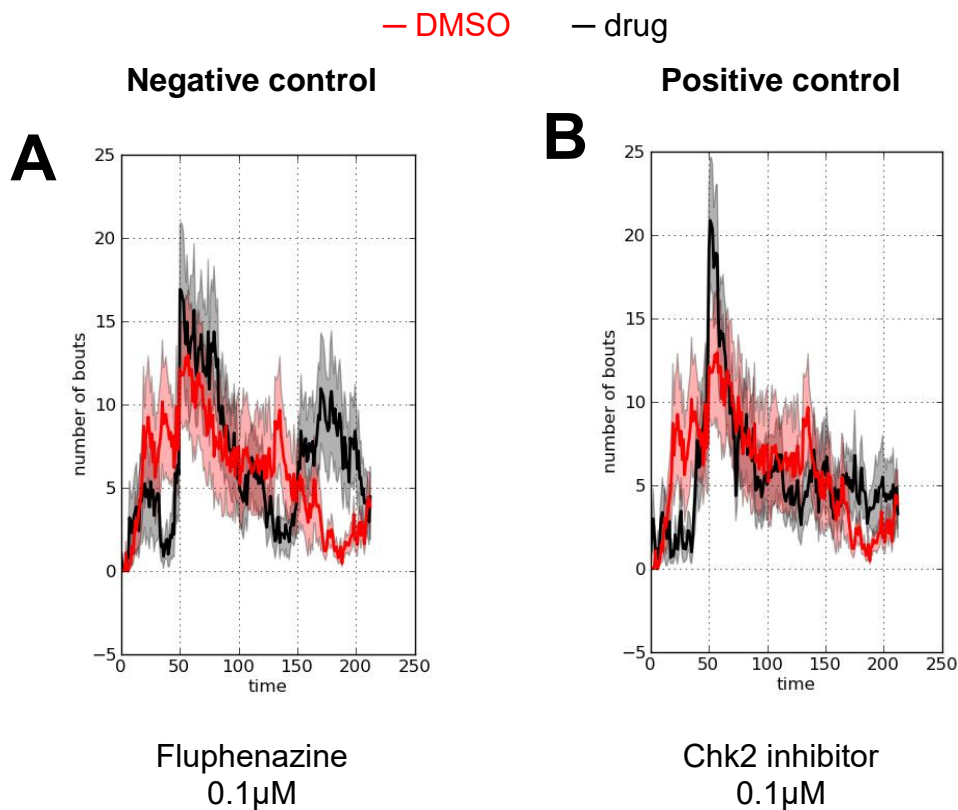 DMSO drug
Negative control
Positive control
A
B
25
20
15
10
5
0
−5
0 50 100 150 200 250
number of bouts
time
25
20
15
10
5
0
−5
0 50 100 150 200 250
number of bouts
time
Fluphenazine
0.1µM
Chk2 inhibitor
0.1µM